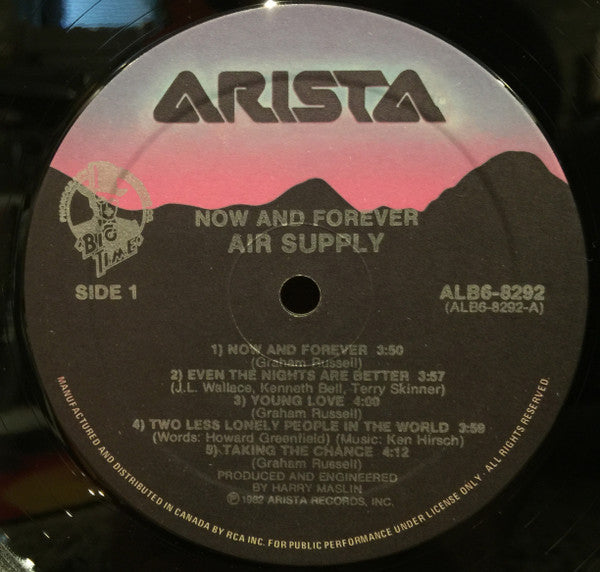 ARISTA
BIG
TIME
NOW AND FOREVER
AIR SUPPLY
SIDE 1
ALB6-8292
(ALB6-8292-A)
1) NOW AND FOREVER 3:50
(Graham Russell)
2) EVEN THE NIGHTS ARE BETTER 3:57
(J.L. Wallace, Kenneth Bell, Terry Skinner)
3) YOUNG LOVE 4:00
(Graham Russell)
4) TWO LESS LONELY PEOPLE IN THE WORLD 3:59
(Words: Howard Greenfield) (Music: Ken Hirsch)
5) TAKING THE CHANCE 4:12
(Graham Russell)
PRODUCED AND ENGINEERED
BY HARRY MASLIN
Ⓟ©1982 ARISTA RECORDS, INC.
MANUFACTURED AND DISTRIBUTED IN CANADA BY RCA INC. FOR PUBLIC PERFORMANCE UNDER LICENSE ONLY - ALL RIGHTS RESERVED.